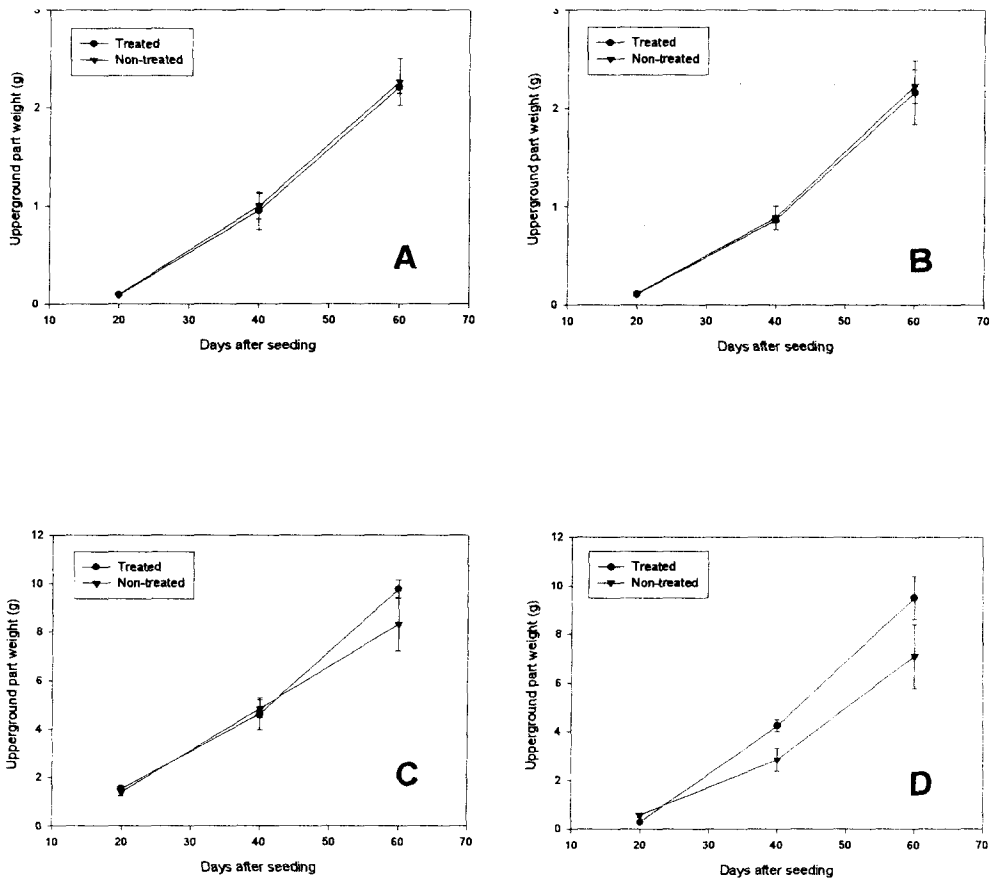 3
Treated
Non-treated
2
1
0
Upperground part weight (g)
A
10 20 30 40 50 60 70
Days after seeding
3
Treated
Non-treated
2
1
0
Upperground part weight (g)
B
10 20 30 40 50 60 70
Days after seeding
12
Treated
Non-treated
10
8
6
4
2
0
Upperground part weight (g)
C
10 20 30 40 50 60 70
Days after seeding
12
Treated
Non-treated
10
8
6
4
2
0
Upperground part weight (g)
D
10 20 30 40 50 60 70
Days after seeding